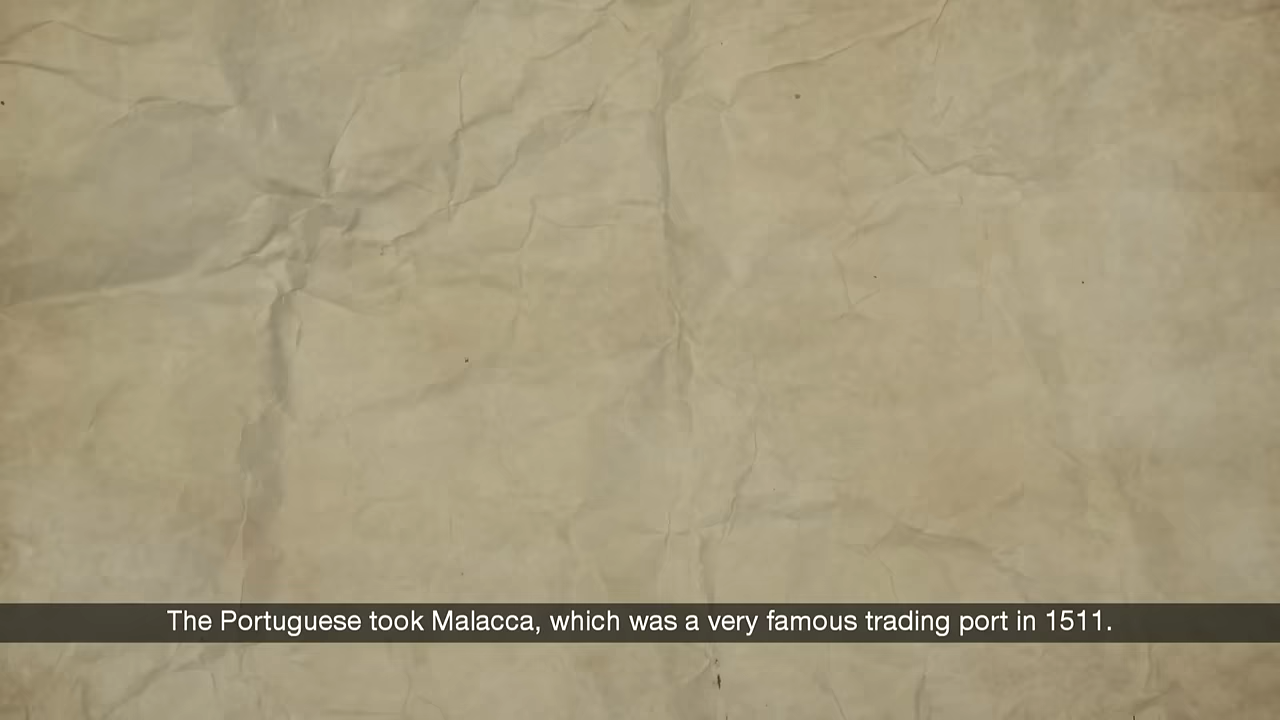 The Portuguese took Malacca, which was a very famous trading port in 1511.